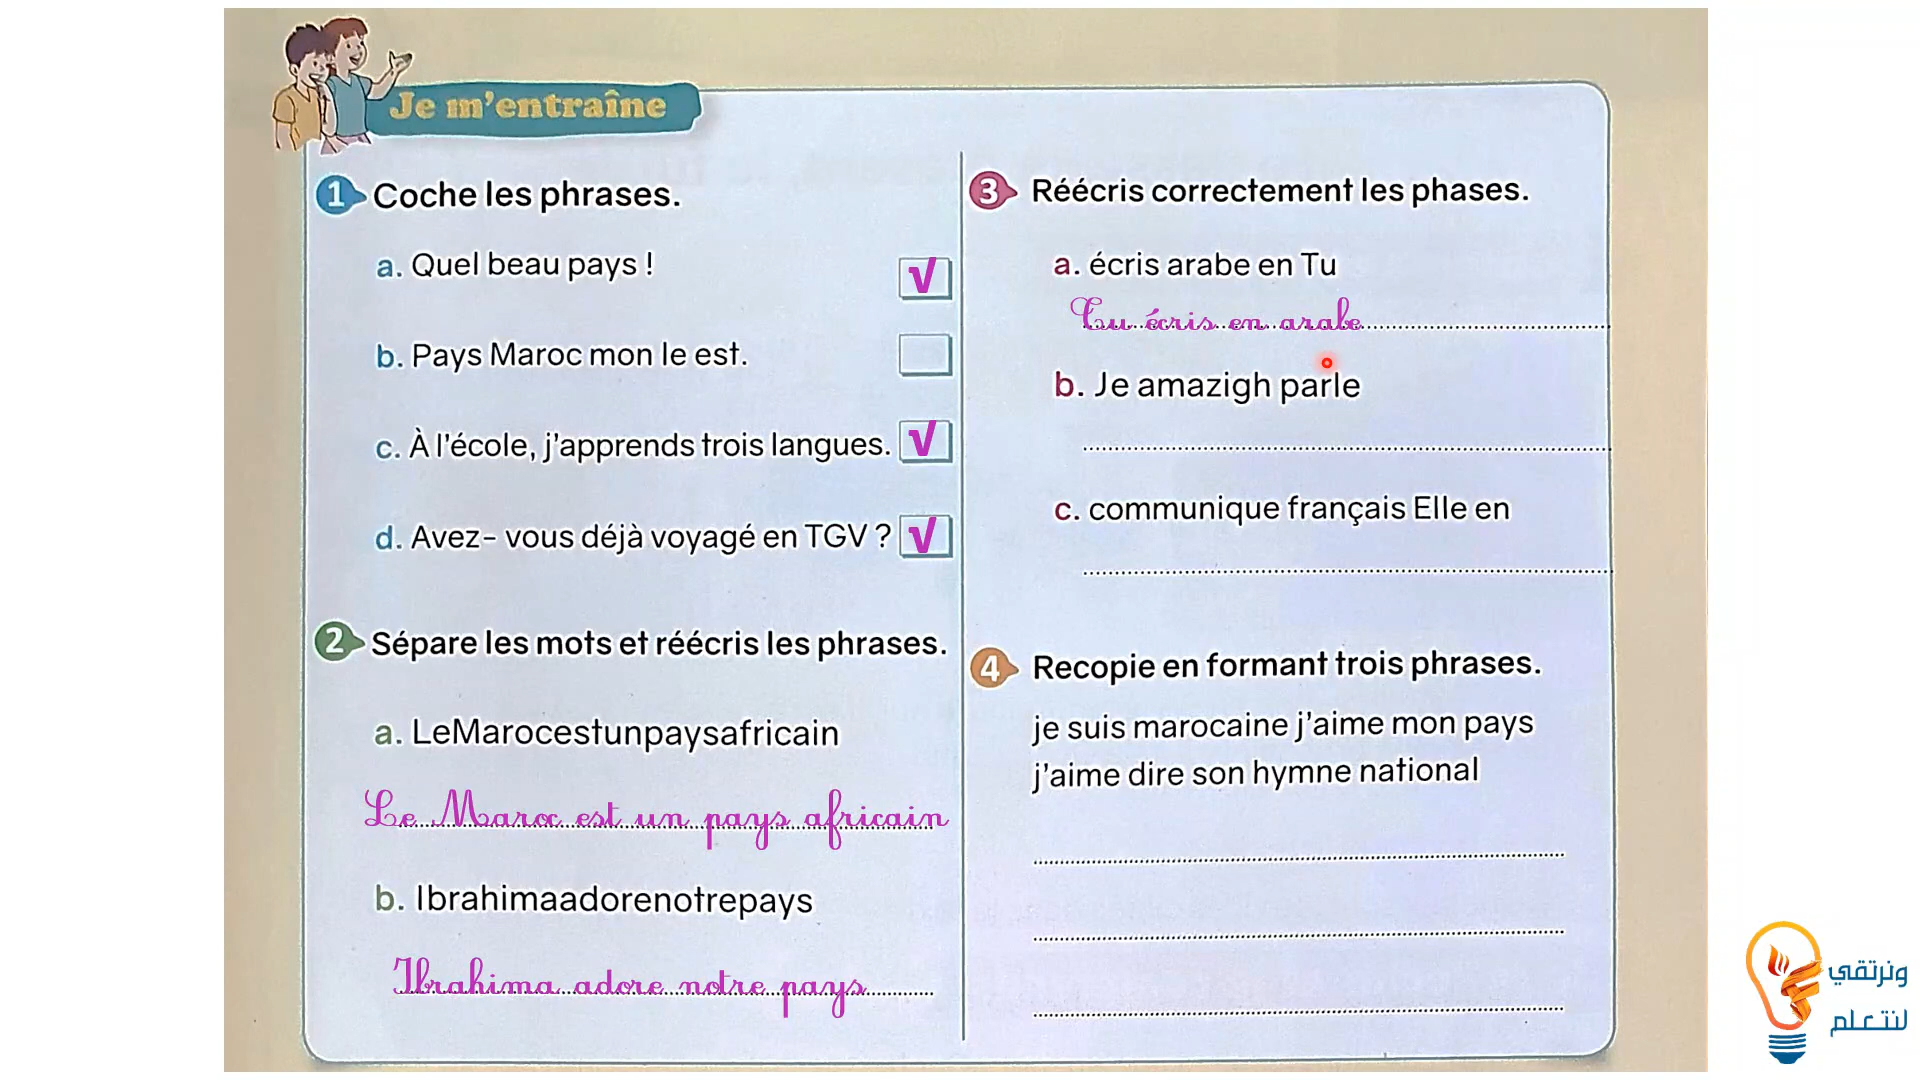 Je m'entraîne
1 Coche les phrases.
a. Quel beau pays !
√
b. Pays Maroc mon le est.
c. À l'école, j'apprends trois langues.
√
d. Avez- vous déjà voyagé en TGV ?
√
2 Sépare les mots et réécris les phrases.
a. LeMarocestunpaysafricain
Le Maroc est un pays africain
b. Ibrahimaadorenotrepays
Ibrahima adore notre pays
3 Réécris correctement les phases.
a. écris arabe en Tu
Tu écris en arabe
b. Je amazigh parle
c. communique français Elle en
4 Recopie en formant trois phrases.
je suis marocaine j'aime mon pays
j'aime dire son hymne national
ونرتقي
لنتعلم